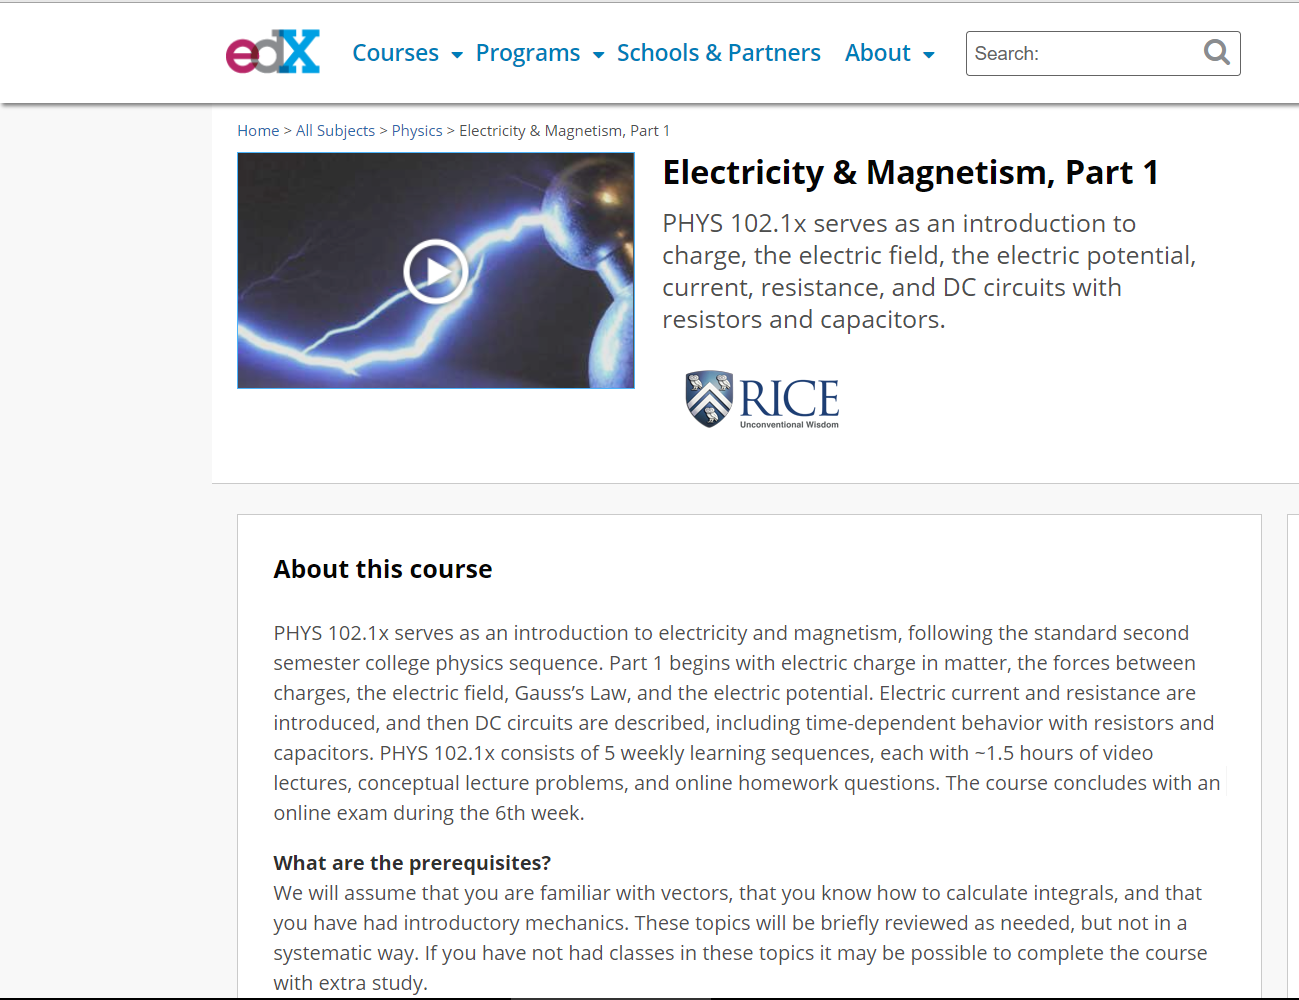 edX
Courses Programs Schools & Partners About Search:
Home > All Subjects > Physics > Electricity & Magnetism, Part 1
Electricity & Magnetism, Part 1
PHYS 102.1x serves as an introduction to
charge, the electric field, the electric potential,
current, resistance, and DC circuits with
resistors and capacitors.
RICE
Unconventional Wisdom
About this course
PHYS 102.1x serves as an introduction to electricity and magnetism, following the standard second
semester college physics sequence. Part 1 begins with electric charge in matter, the forces between
charges, the electric field, Gauss’s Law, and the electric potential. Electric current and resistance are
introduced, and then DC circuits are described, including time-dependent behavior with resistors and
capacitors. PHYS 102.1x consists of 5 weekly learning sequences, each with ~1.5 hours of video
lectures, conceptual lecture problems, and online homework questions. The course concludes with an
online exam during the 6th week.
What are the prerequisites?
We will assume that you are familiar with vectors, that you know how to calculate integrals, and that
you have had introductory mechanics. These topics will be briefly reviewed as needed, but not in a
systematic way. If you have not had classes in these topics it may be possible to complete the course
with extra study.